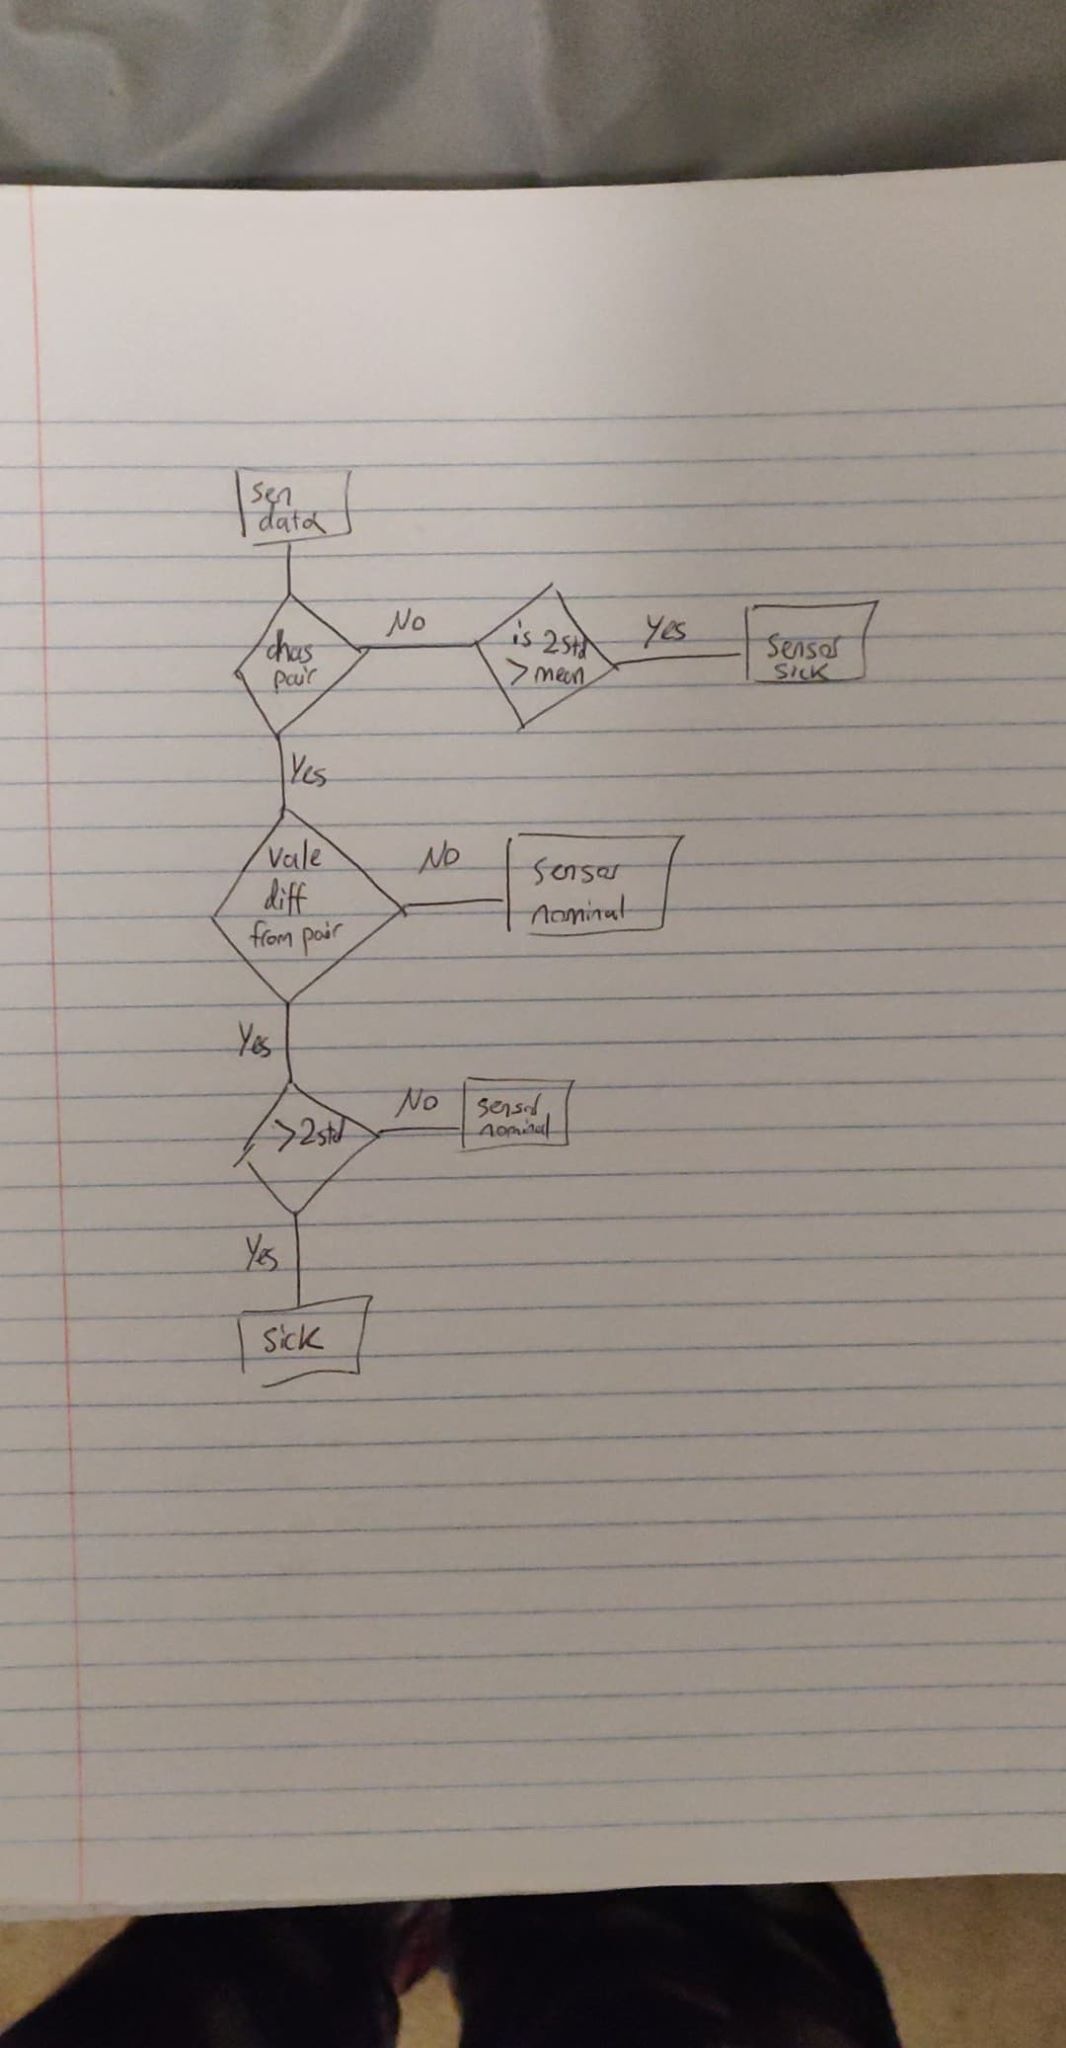 sen
data
No
is 2std
> mean
Yes
sensor
sick
has
pair
Yes
Vale
diff
from pair
No
sensor
nominal
Yes
>2std
No
sensor
nominal
Yes
sick